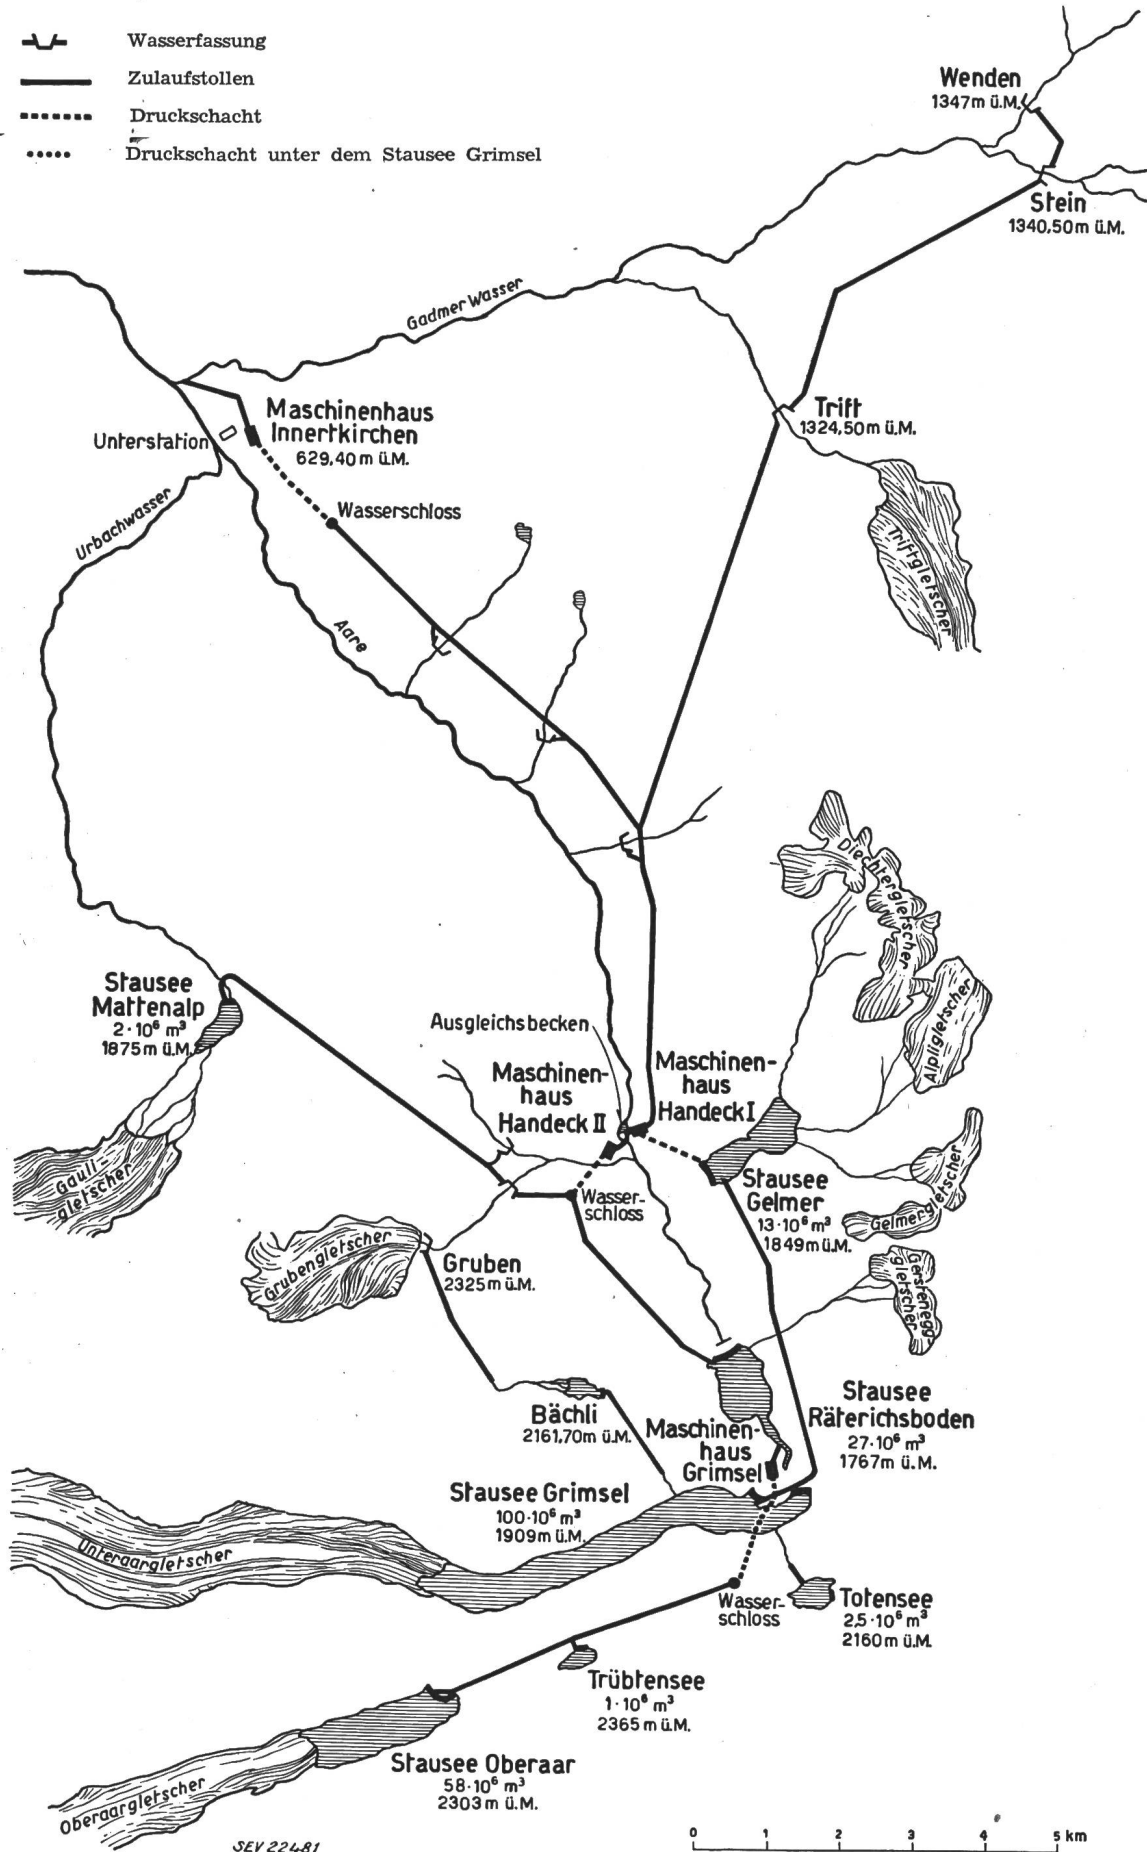 Wasserfassung
Zulaufstollen
Druckschacht
Druckschacht unter dem Stausee Grimsel
Wenden
1347m ü.M.
Stein
1340,50m ü.M.
Gadmer Wasser
Maschinenhaus
Innertkirchen
629,40m ü.M.
Unterstation
Trift
1324,50m ü.M.
Urbachwasser
Wasserschloss
Triftgletscher
Aare
Diechtergletscher
Stausee
Mattenalp
2·10⁶ m³
1875m ü.M.
Alpligletscher
Ausgleichsbecken
Maschinen-
haus
Handeck II
Maschinen-
haus
Handeck I
Gauli-
gletscher
Stausee
Gelmer
13·10⁶ m³
1849m ü.M.
Gelmergletscher
Wasser-
schloss
Grubengletscher
Gruben
2325m ü.M.
Gerstenegg-
gletscher
Bächli
2161,70m ü.M.
Stausee
Räterichsboden
27·10⁶ m³
1767m ü.M.
Maschinen-
haus
Grimsel
Stausee Grimsel
100·10⁶ m³
1909m ü.M.
Unteraargletscher
Wasser-
schloss
Totensee
2,5·10⁶ m³
2160m ü.M.
Trübtensee
1·10⁶ m³
2365m ü.M.
Stausee Oberaar
58·10⁶ m³
2303m ü.M.
Oberaargletscher
SEV 22481
0 1 2 3 4 5 km